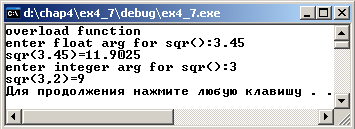 d:\chap4\ex4_7\debug\ex4_7.exe
overload function
enter float arg for sqr():3.45
sqr(3.45)=11.9025
enter integer arg for sqr():3
sqr(3,2)=9
Для продолжения нажмите любую клавишу . .